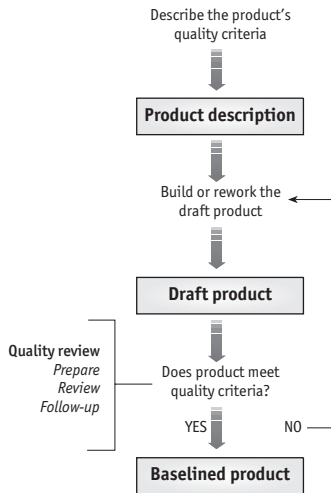 Describe the product’s
quality criteria
Product description
Build or rework the
draft product
Draft product
Quality review
Prepare
Review
Follow-up
Does product meet
quality criteria?
YES
NO
Baselined product